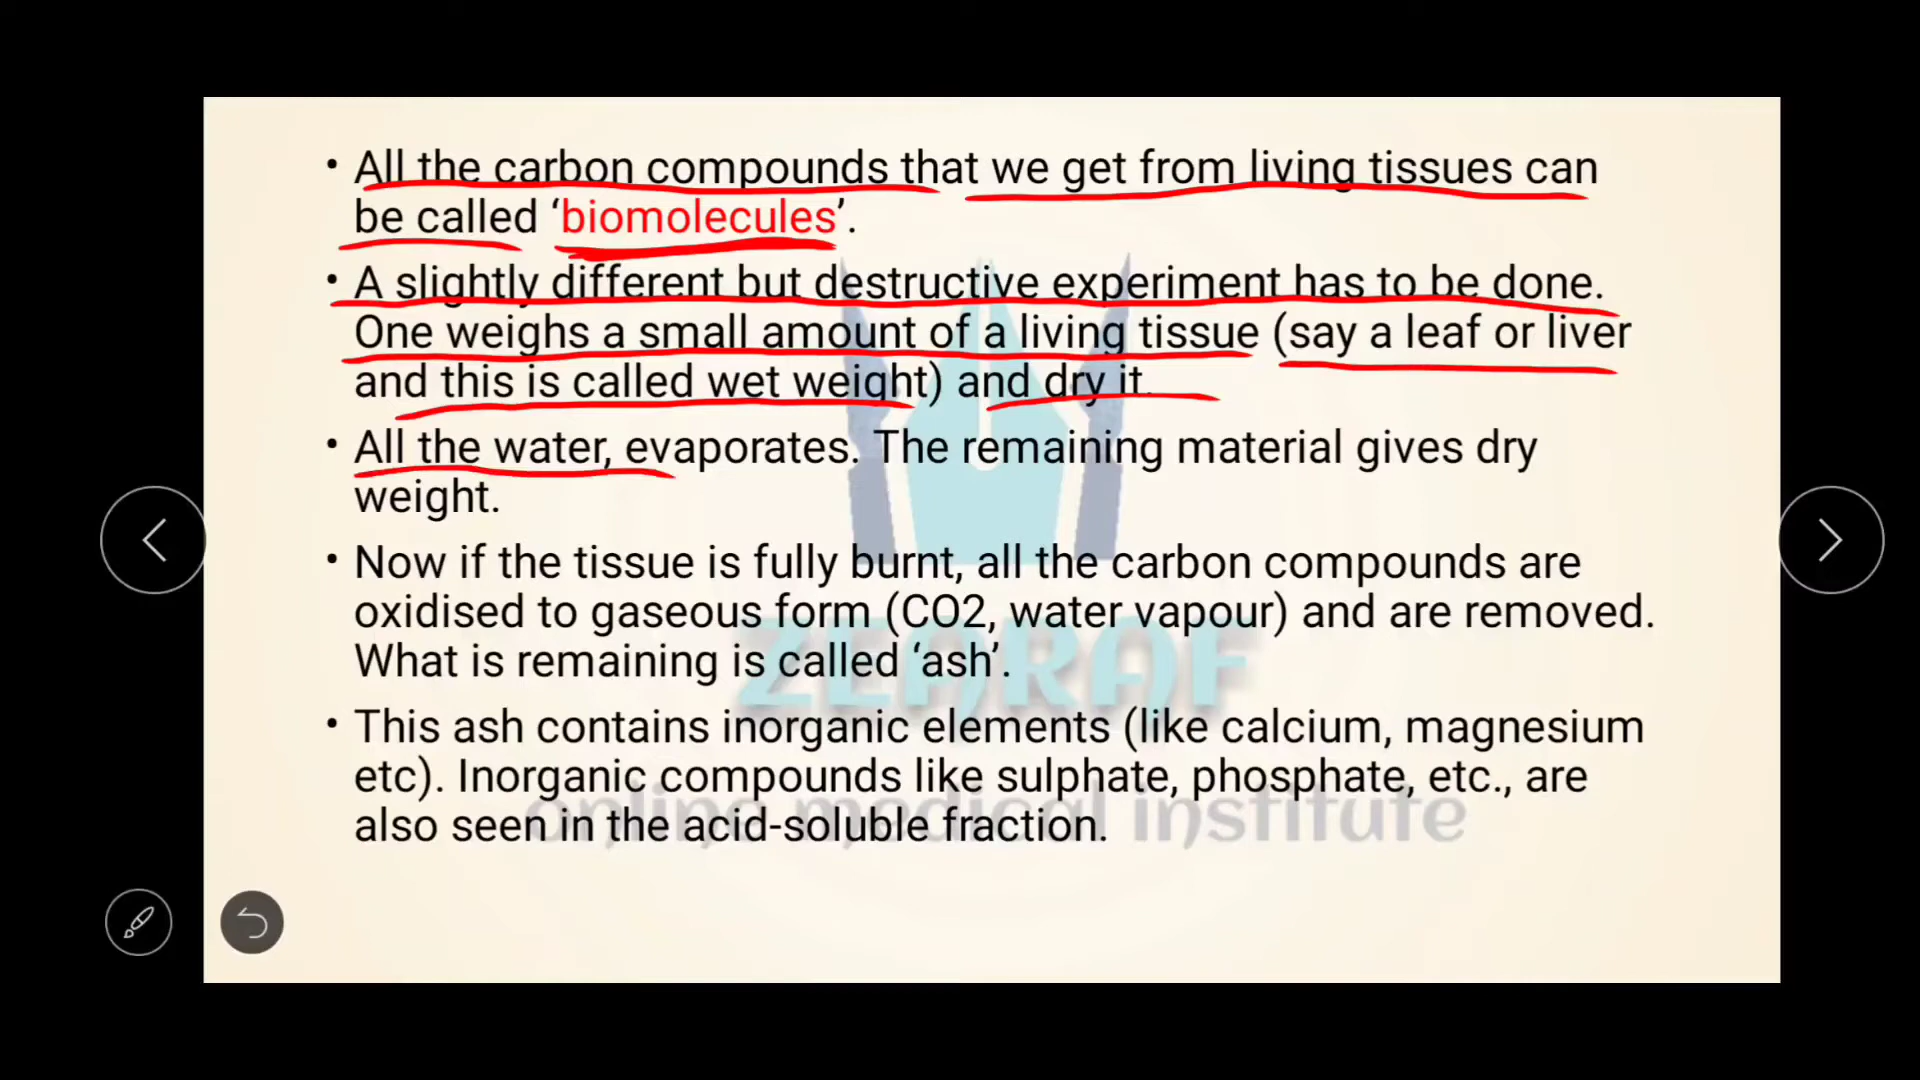 • All the carbon compounds that we get from living tissues can
be called ‘biomolecules’.
• A slightly different but destructive experiment has to be done.
One weighs a small amount of a living tissue (say a leaf or liver
and this is called wet weight) and dry it.
• All the water, evaporates. The remaining material gives dry
weight.
• Now if the tissue is fully burnt, all the carbon compounds are
oxidised to gaseous form (CO2, water vapour) and are removed.
What is remaining is called ‘ash’.
• This ash contains inorganic elements (like calcium, magnesium
etc). Inorganic compounds like sulphate, phosphate, etc., are
also seen in the acid-soluble fraction.
ZEARAF
online medical institute